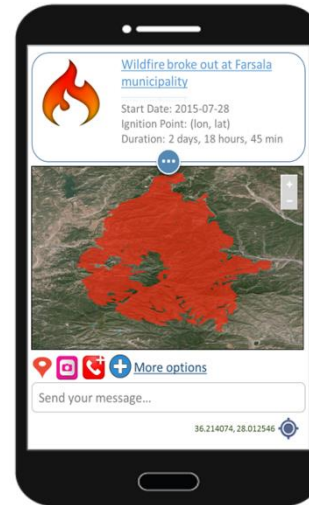 Wildfire broke out at Farsala
municipality
Start Date: 2015-07-28
Ignition Point: (lon, lat)
Duration: 2 days, 18 hours, 45 min
+
−
More options
Send your message...
36.214074, 28.012546